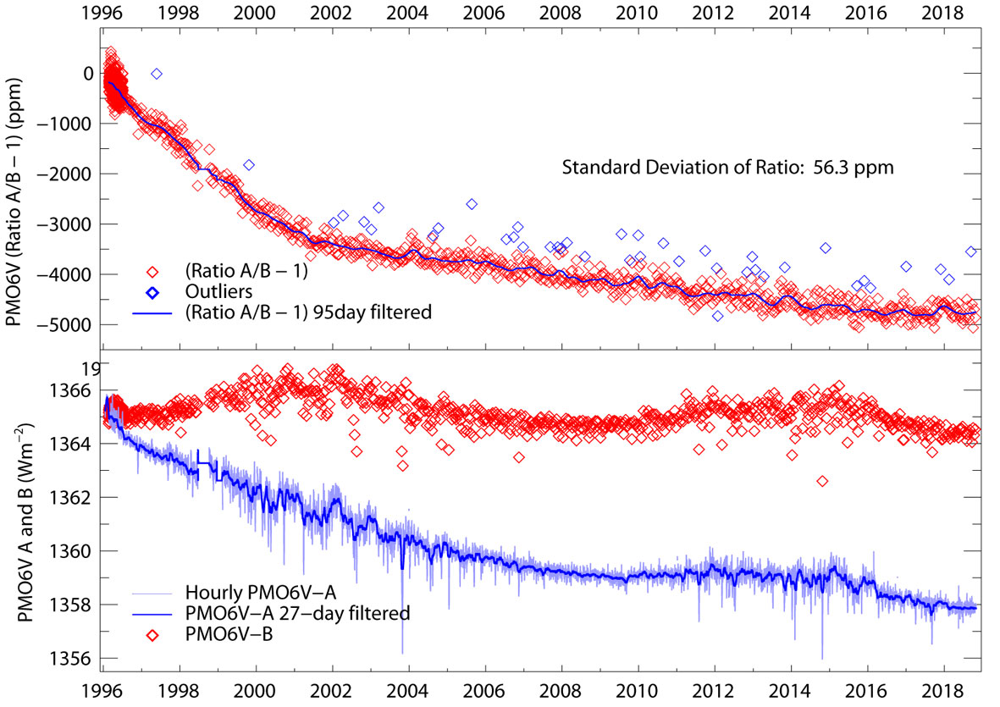 1996 1998 2000 2002 2004 2006 2008 2010 2012 2014 2016 2018
0
−1000
−2000
−3000
−4000
−5000
PMO6V (Ratio A/B − 1) (ppm)
Standard Deviation of Ratio: 56.3 ppm
(Ratio A/B − 1)
Outliers
(Ratio A/B − 1) 95day filtered
19
1366
1364
1362
1360
1358
1356
PMO6V A and B (Wm⁻²)
Hourly PMO6V−A
PMO6V−A 27−day filtered
PMO6V−B
1996 1998 2000 2002 2004 2006 2008 2010 2012 2014 2016 2018